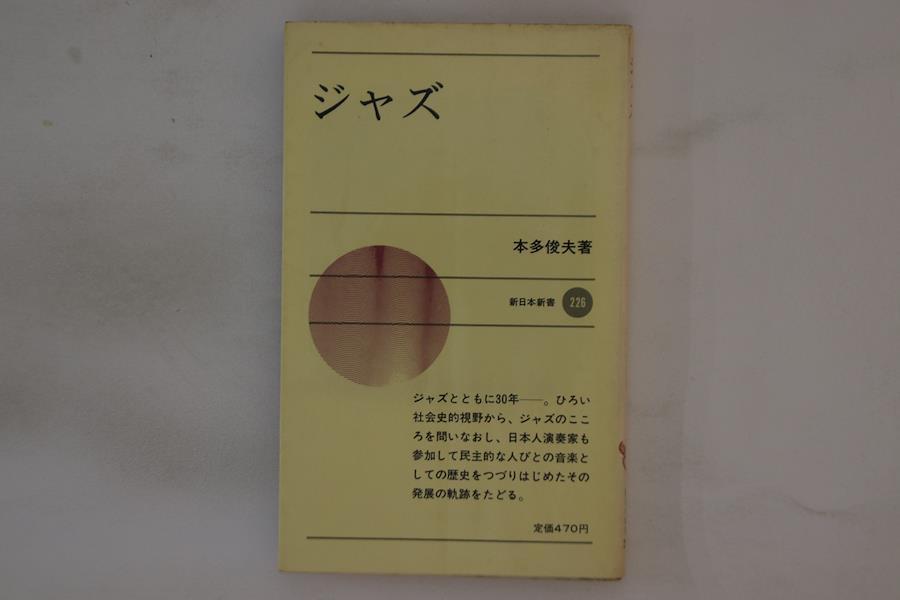 ジャズ
本多俊夫著
新日本新書 226
ジャズとともに30年──。ひろい
社会史的視野から、ジャズのここ
ろを問いなおし、日本人演奏家も
参加して民主的な人びとの音楽と
しての歴史をつづりはじめたその
発展の軌跡をたどる。
定価470円